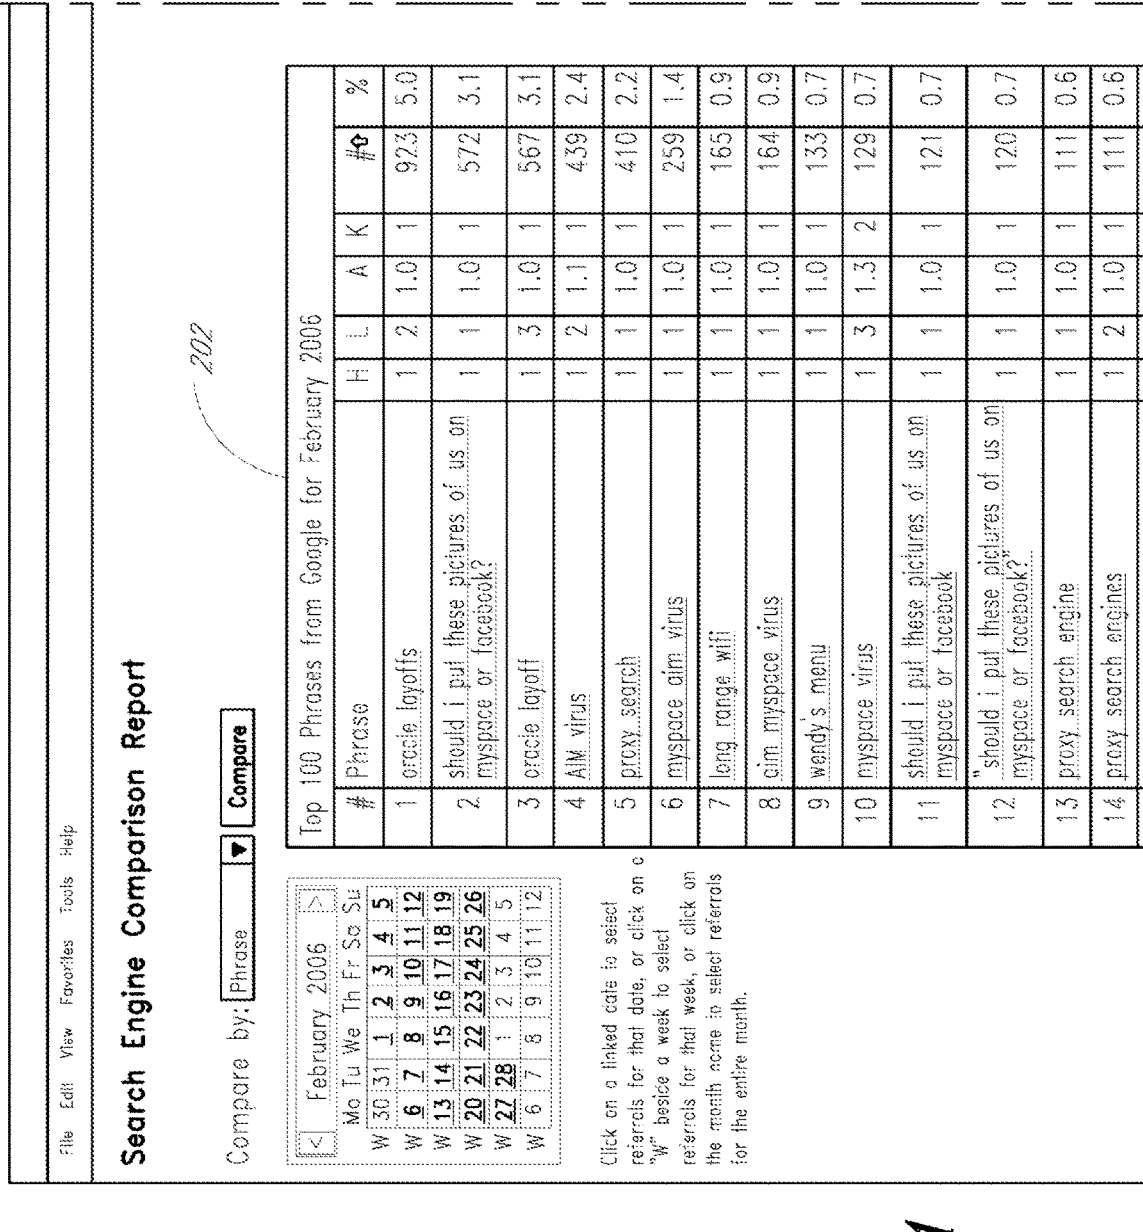 File Edit View Favorites Tools Help
Search Engine Comparison Report
Compare by: Phrase ▼ Compare
202
< February 2006 >
Mo Tu We Th Fr Sa Su
W 30 31 1 2 3 4 5
W 6 7 8 9 10 11 12
W 13 14 15 16 17 18 19
W 20 21 22 23 24 25 26
W 27 28 1 2 3 4 5
W 6 7 8 9 10 11 12
Click on a linked date to select
referrals for that date, or click on a
"W" beside a week to select
referrals for that week, or click on
the month name to select referrals
for the entire month.
Top 100 Phrases from Google for February 2006
# Phrase H L A K # %
1 oracle layoffs 1 2 1.0 1 923 5.0
2 should i put these pictures of us on
myspace or facebook? 1 1 1.0 1 572 3.1
3 oracle layoff 1 3 1.0 1 567 3.1
4 AIM virus 1 2 1.1 1 439 2.4
5 proxy search 1 1 1.0 1 410 2.2
6 myspace aim virus 1 1 1.0 1 259 1.4
7 long range wifi 1 1 1.0 1 165 0.9
8 aim myspace virus 1 1 1.0 1 164 0.9
9 wendy's menu 1 1 1.0 1 133 0.7
10 myspace virus 1 3 1.3 2 129 0.7
11 should i put these pictures of us on
myspace or facebook 1 1 1.0 1 121 0.7
12 "should i put these pictures of us on
myspace or facebook?" 1 1 1.0 1 120 0.7
13 proxy search engine 1 1 1.0 1 111 0.6
14 proxy search engines 1 2 1.0 1 111 0.6